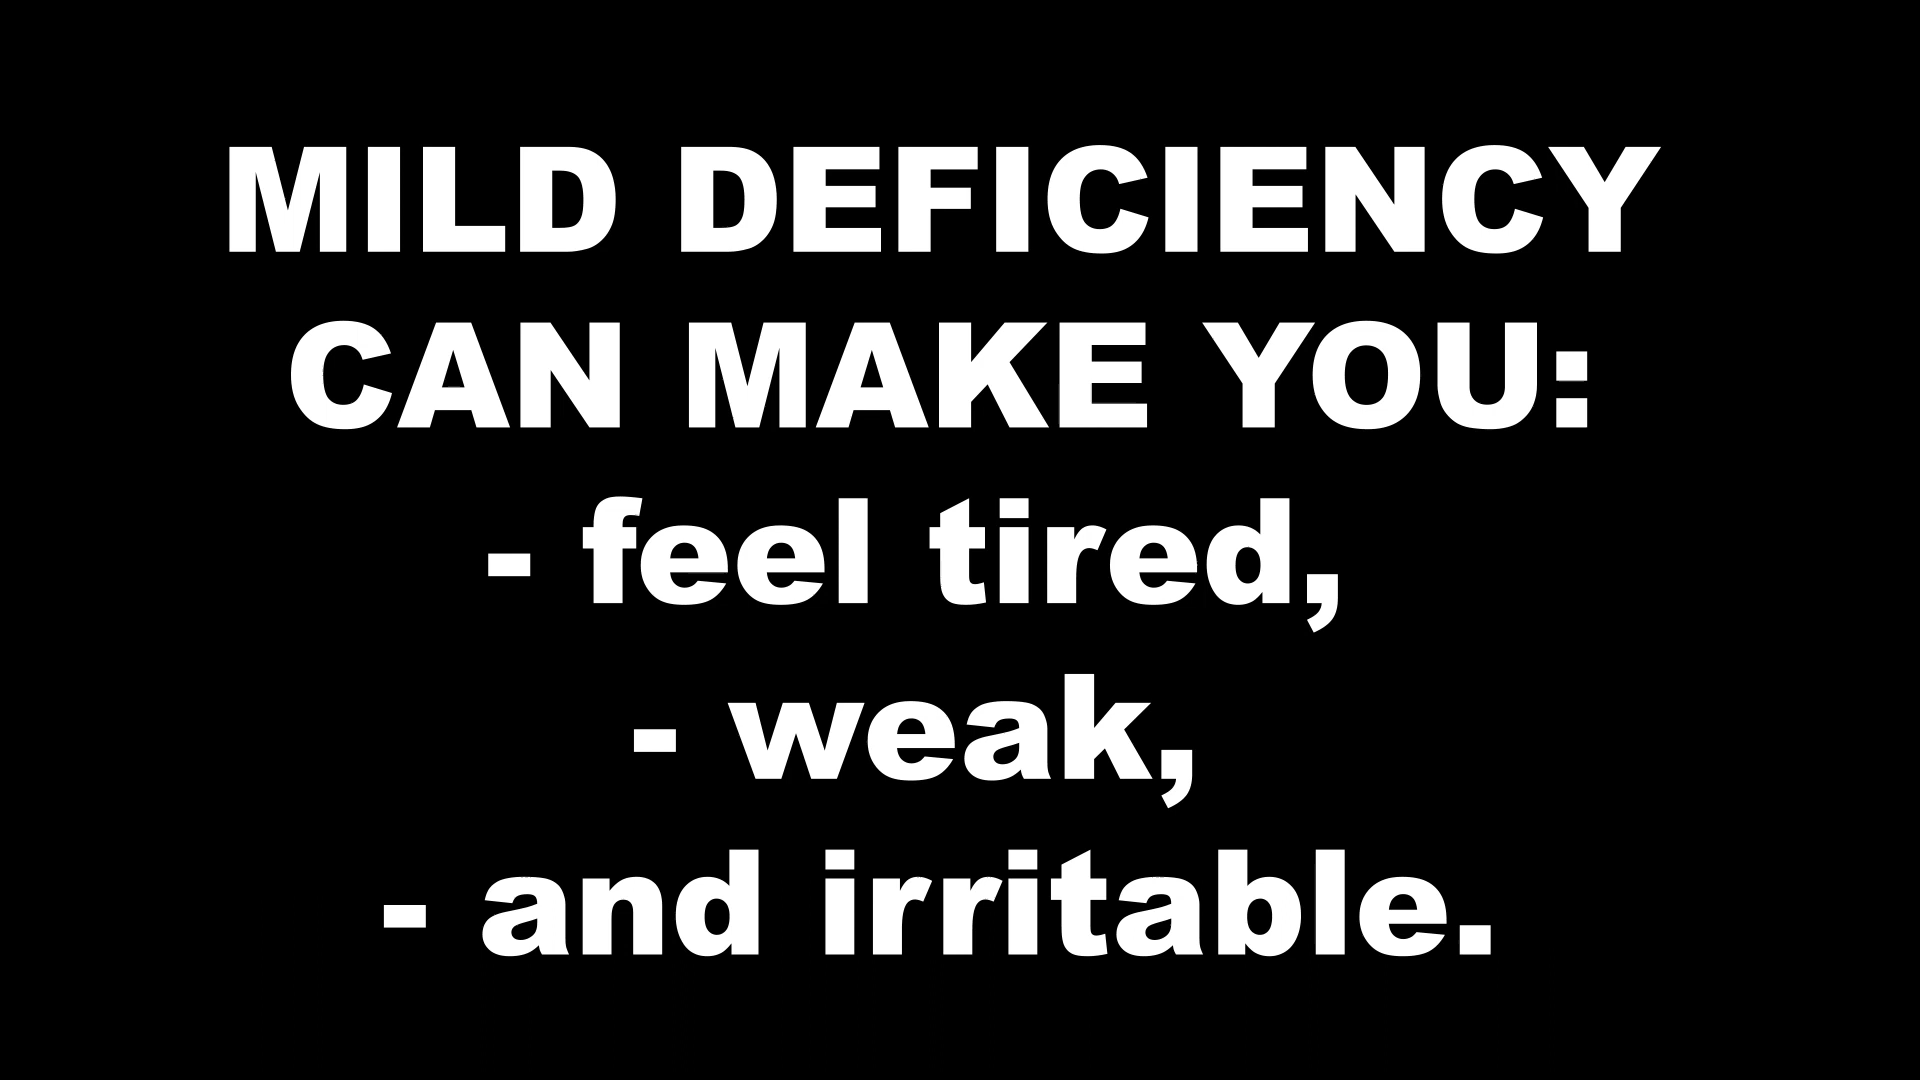 MILD DEFICIENCY
CAN MAKE YOU:
- feel tired,
- weak,
- and irritable.